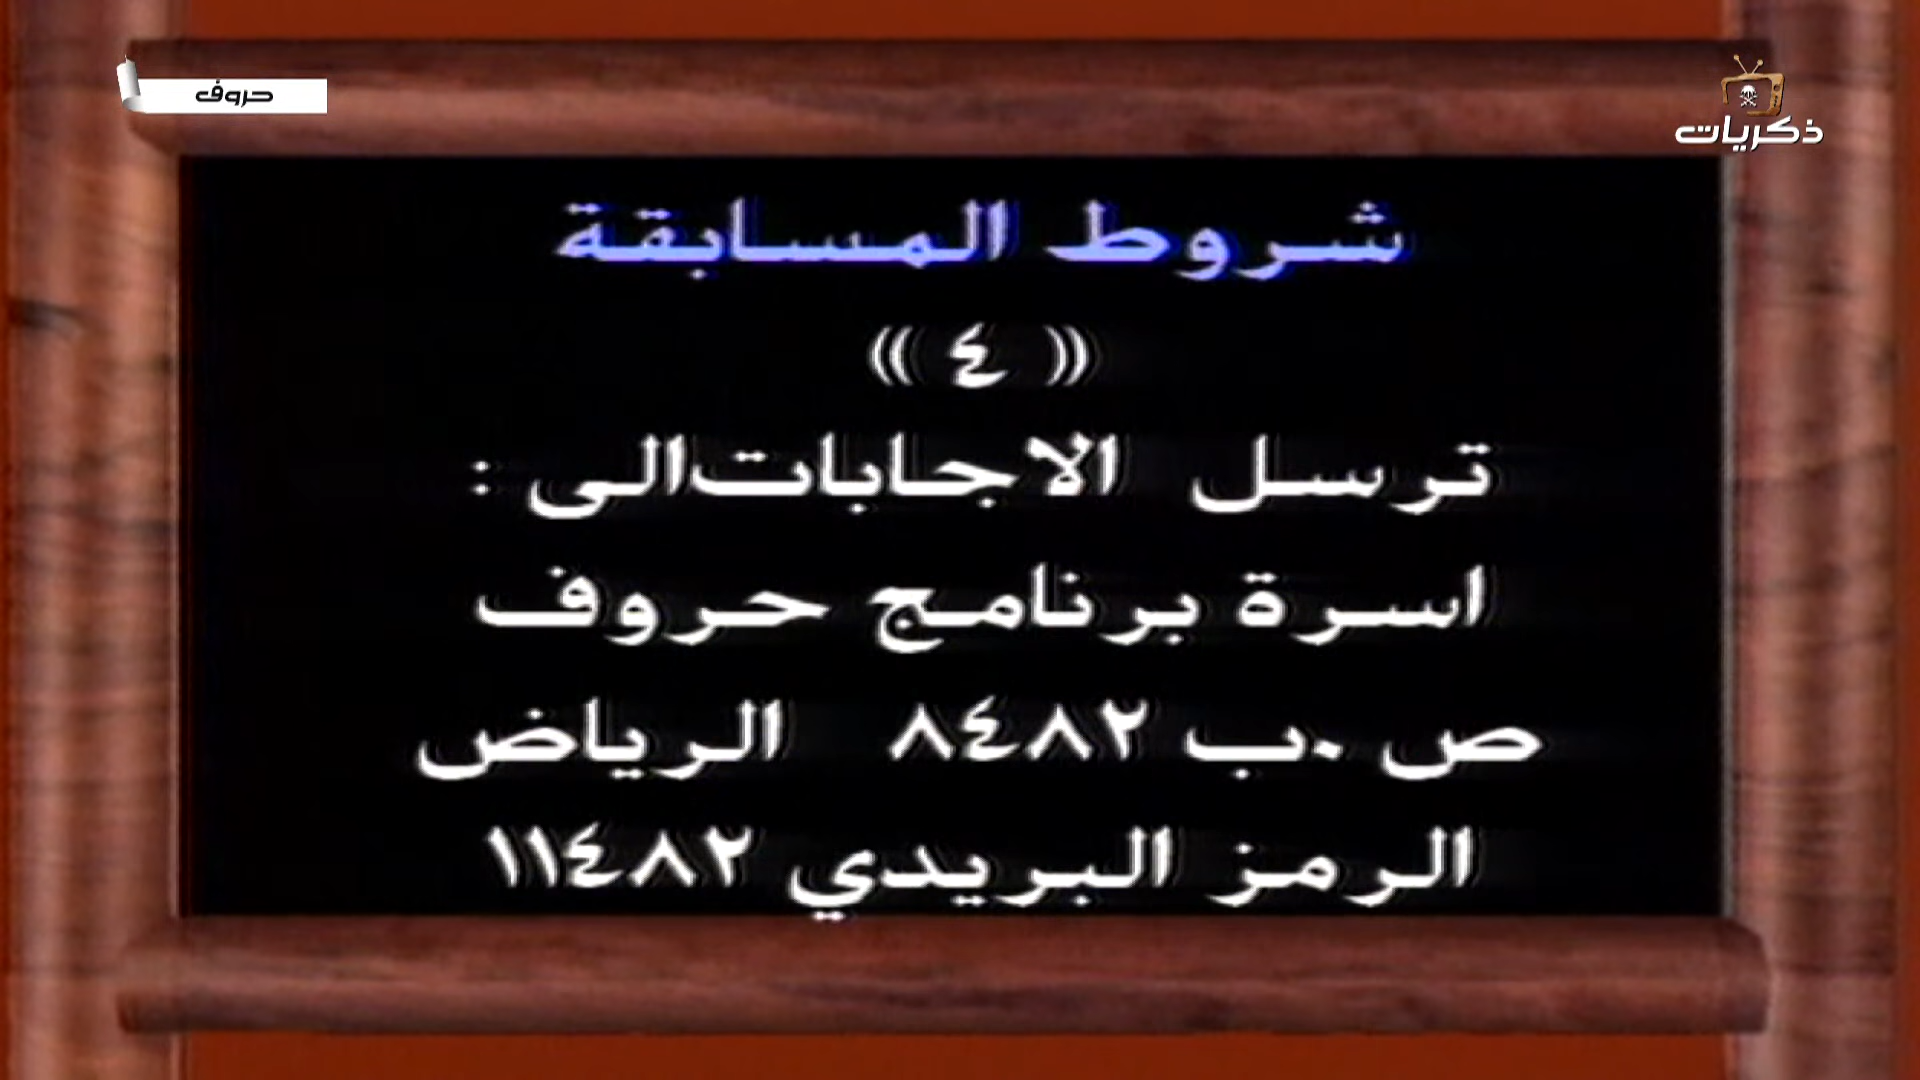 حروف
ذكريات
شروط المسابقة
(( ٤ ))
ترسل الاجابات الى :
اسرة برنامج حروف
ص . ب ٨٤٨٢ الرياض
الرمز البريدي ١١٤٨٢